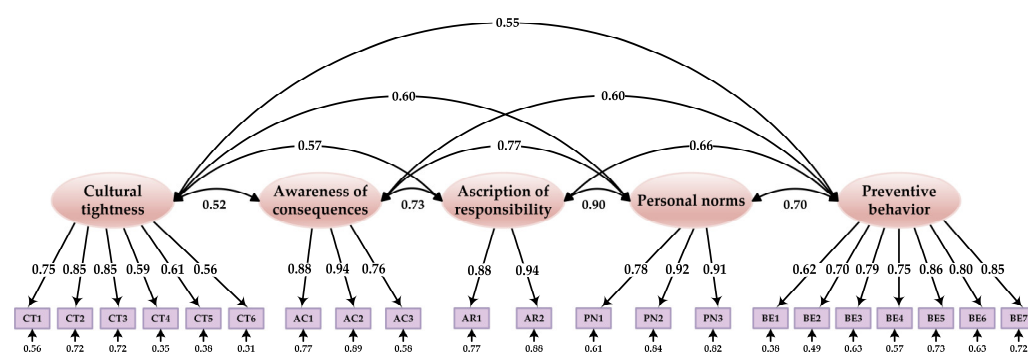 0.55
0.60 0.60
0.57 0.77 0.66
Cultural tightness
Awareness of consequences
Ascription of responsibility
Personal norms
Preventive behavior
0.52 0.73 0.90 0.70
0.75 0.85 0.85 0.59 0.61 0.56 0.88 0.94 0.76 0.88 0.94 0.78 0.92 0.91 0.62 0.70 0.79 0.75 0.86 0.80 0.85
CT1 CT2 CT3 CT4 CT5 CT6 AC1 AC2 AC3 AR1 AR2 PN1 PN2 PN3 BE1 BE2 BE3 BE4 BE5 BE6 BE7
0.56 0.72 0.72 0.35 0.38 0.31 0.77 0.89 0.58 0.77 0.88 0.61 0.84 0.82 0.38 0.49 0.63 0.57 0.73 0.63 0.72